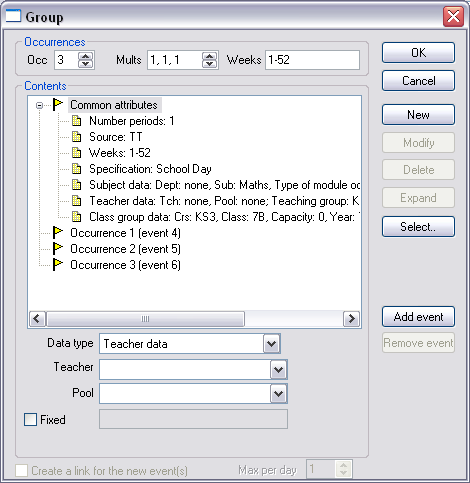 Group
Occurrences
Occ 3 Mults 1, 1, 1 Weeks 1-52
OK
Cancel
Contents
Common attributes
New
Number periods: 1
Source: TT
Modify
Weeks: 1-52
Specification: School Day
Delete
Subject data: Dept: none, Sub: Maths, Type of module oc
Teacher data: Tch: none, Pool: none; Teaching group: K
Expand
Class group data: Crs: KS3, Class: 7B, Capacity: 0, Year:
Select..
Occurrence 1 (event 4)
Occurrence 2 (event 5)
Occurrence 3 (event 6)
Add event
Data type Teacher data
Remove event
Teacher
Pool
Fixed
Create a link for the new event(s) Max per day 1